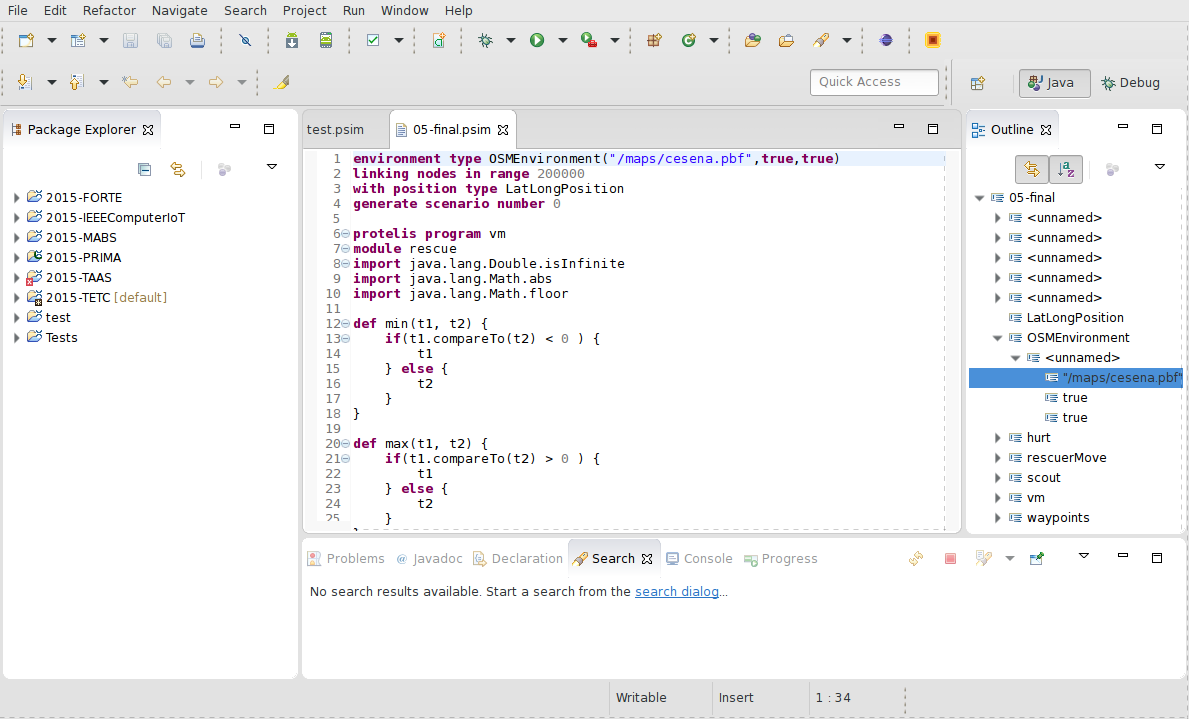 File Edit Refactor Navigate Search Project Run Window Help
Quick Access
Java
Debug
Package Explorer
2015-FORTE
2015-IEEEComputerIoT
2015-MABS
2015-PRIMA
2015-TAAS
2015-TETC [default]
test
Tests
test.psim
05-final.psim
1 environment type OSMEnvironment("/maps/cesena.pbf",true,true)
2 linking nodes in range 200000
3 with position type LatLongPosition
4 generate scenario number 0
5
6 protelis program vm
7 module rescue
8 import java.lang.Double.isInfinite
9 import java.lang.Math.abs
10 import java.lang.Math.floor
11
12 def min(t1, t2) {
13     if(t1.compareTo(t2) < 0 ) {
14         t1
15     } else {
16         t2
17     }
18 }
19
20 def max(t1, t2) {
21     if(t1.compareTo(t2) > 0 ) {
22         t1
23     } else {
24         t2
25     }
Outline
05-final
<unnamed>
<unnamed>
<unnamed>
<unnamed>
<unnamed>
LatLongPosition
OSMEnvironment
<unnamed>
"/maps/cesena.pbf"
true
true
hurt
rescuerMove
scout
vm
waypoints
Problems
Javadoc
Declaration
Search
Console
Progress
No search results available. Start a search from the search dialog...
Writable
Insert
1 : 34